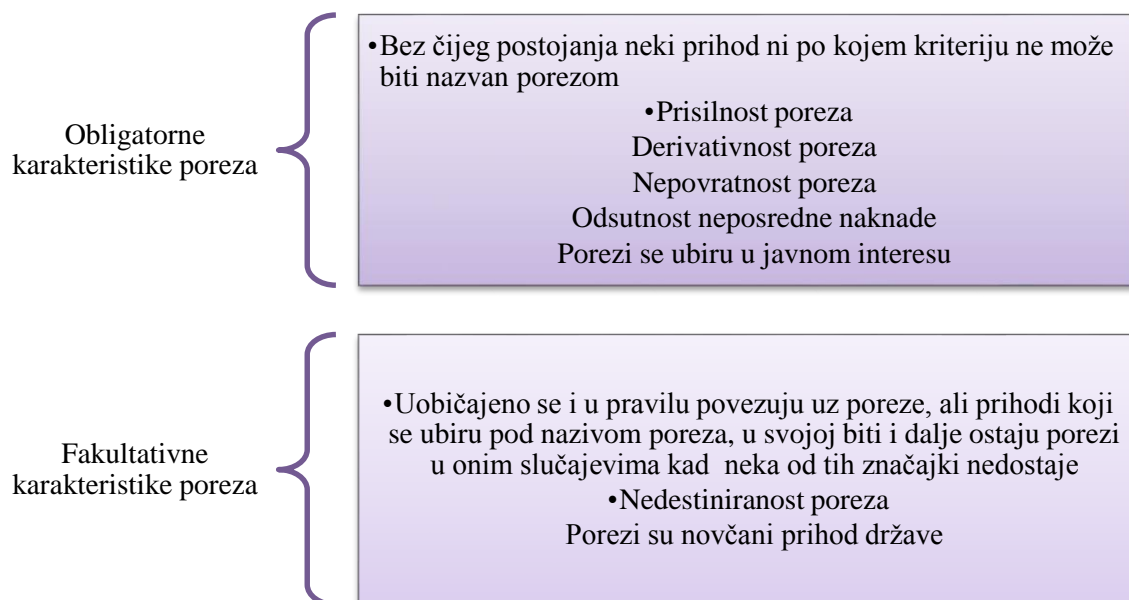 Obligatorne
karakteristike poreza
•Bez čijeg postojanja neki prihod ni po kojem kriteriju ne može
biti nazvan porezom
•Prisilnost poreza
Derivativnost poreza
Nepovratnost poreza
Odsutnost neposredne naknade
Porezi se ubiru u javnom interesu
Fakultativne
karakteristike poreza
•Uobičajeno se i u pravilu povezuju uz poreze, ali prihodi koji
se ubiru pod nazivom poreza, u svojoj biti i dalje ostaju porezi
u onim slučajevima kad neka od tih značajki nedostaje
•Nedestiniranost poreza
Porezi su novčani prihod države